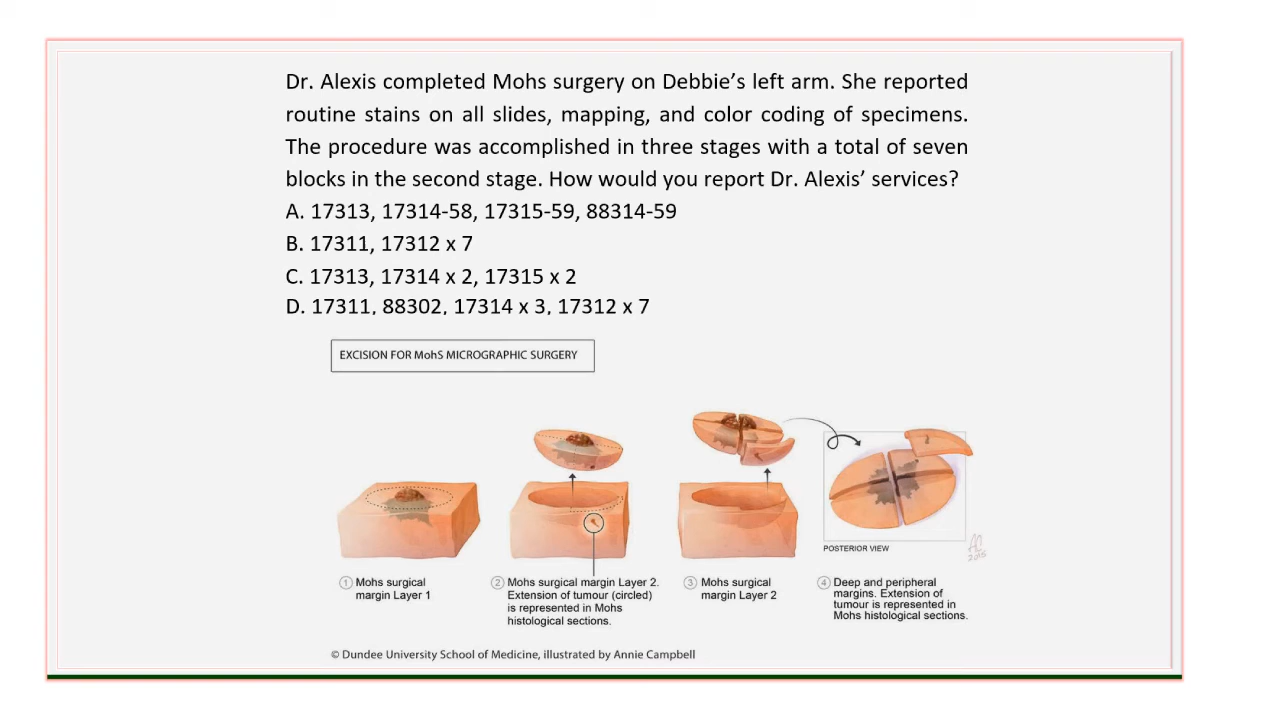 Dr. Alexis completed Mohs surgery on Debbie’s left arm. She reported
routine stains on all slides, mapping, and color coding of specimens.
The procedure was accomplished in three stages with a total of seven
blocks in the second stage. How would you report Dr. Alexis’ services?
A. 17313, 17314-58, 17315-59, 88314-59
B. 17311, 17312 x 7
C. 17313, 17314 x 2, 17315 x 2
D. 17311, 88302, 17314 x 3, 17312 x 7
EXCISION FOR MohS MICROGRAPHIC SURGERY
POSTERIOR VIEW
1 Mohs surgical
margin Layer 1
2 Mohs surgical margin Layer 2.
Extension of tumour (circled)
is represented in Mohs
histological sections.
3 Mohs surgical
margin Layer 2
4 Deep and peripheral
margins. Extension of
tumour is represented in
Mohs histological sections.
© Dundee University School of Medicine, illustrated by Annie Campbell